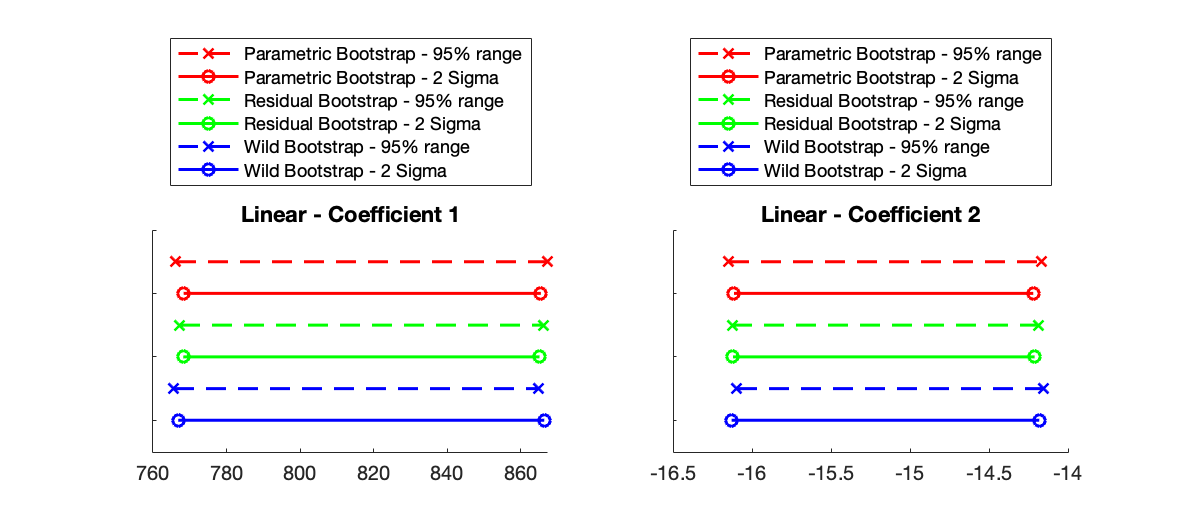 Parametric Bootstrap - 95% range
Parametric Bootstrap - 2 Sigma
Residual Bootstrap - 95% range
Residual Bootstrap - 2 Sigma
Wild Bootstrap - 95% range
Wild Bootstrap - 2 Sigma
Linear - Coefficient 1
760 780 800 820 840 860
Parametric Bootstrap - 95% range
Parametric Bootstrap - 2 Sigma
Residual Bootstrap - 95% range
Residual Bootstrap - 2 Sigma
Wild Bootstrap - 95% range
Wild Bootstrap - 2 Sigma
Linear - Coefficient 2
-16.5 -16 -15.5 -15 -14.5 -14